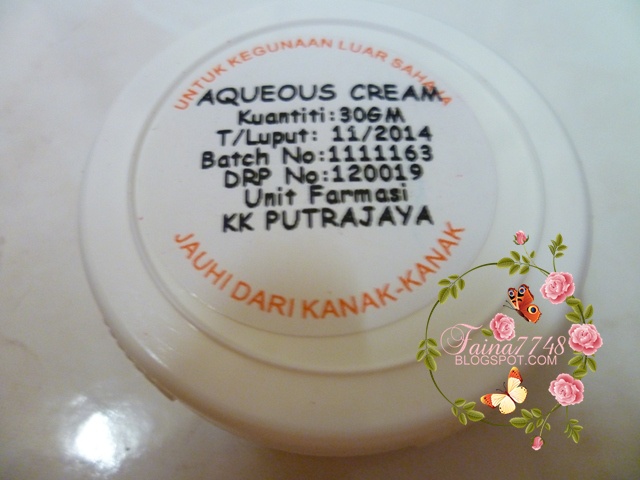 UNTUK KEGUNAAN LUAR SAHAJA
AQUEOUS CREAM
Kuantiti:30GM
T/Luput: 11/2014
Batch No:1111163
DRP No:120019
Unit Farmasi
KK PUTRAJAYA
JAUHI DARI KANAK-KANAK
Faina7748
BLOGSPOT.COM